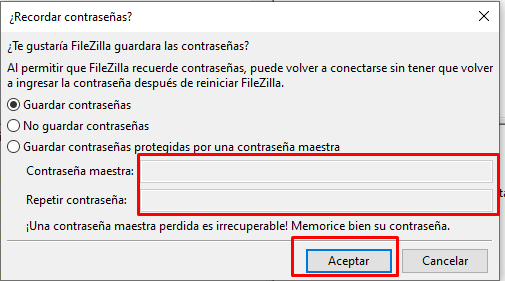 ¿Recordar contraseñas?
¿Te gustaría FileZilla guardara las contraseñas?
Al permitir que FileZilla recuerde contraseñas, puede volver a conectarse sin tener que volver
a ingresar la contraseña después de reiniciar FileZilla.
Guardar contraseñas
No guardar contraseñas
Guardar contraseñas protegidas por una contraseña maestra
Contraseña maestra:
Repetir contraseña:
¡Una contraseña maestra perdida es irrecuperable! Memorice bien su contraseña.
Aceptar Cancelar